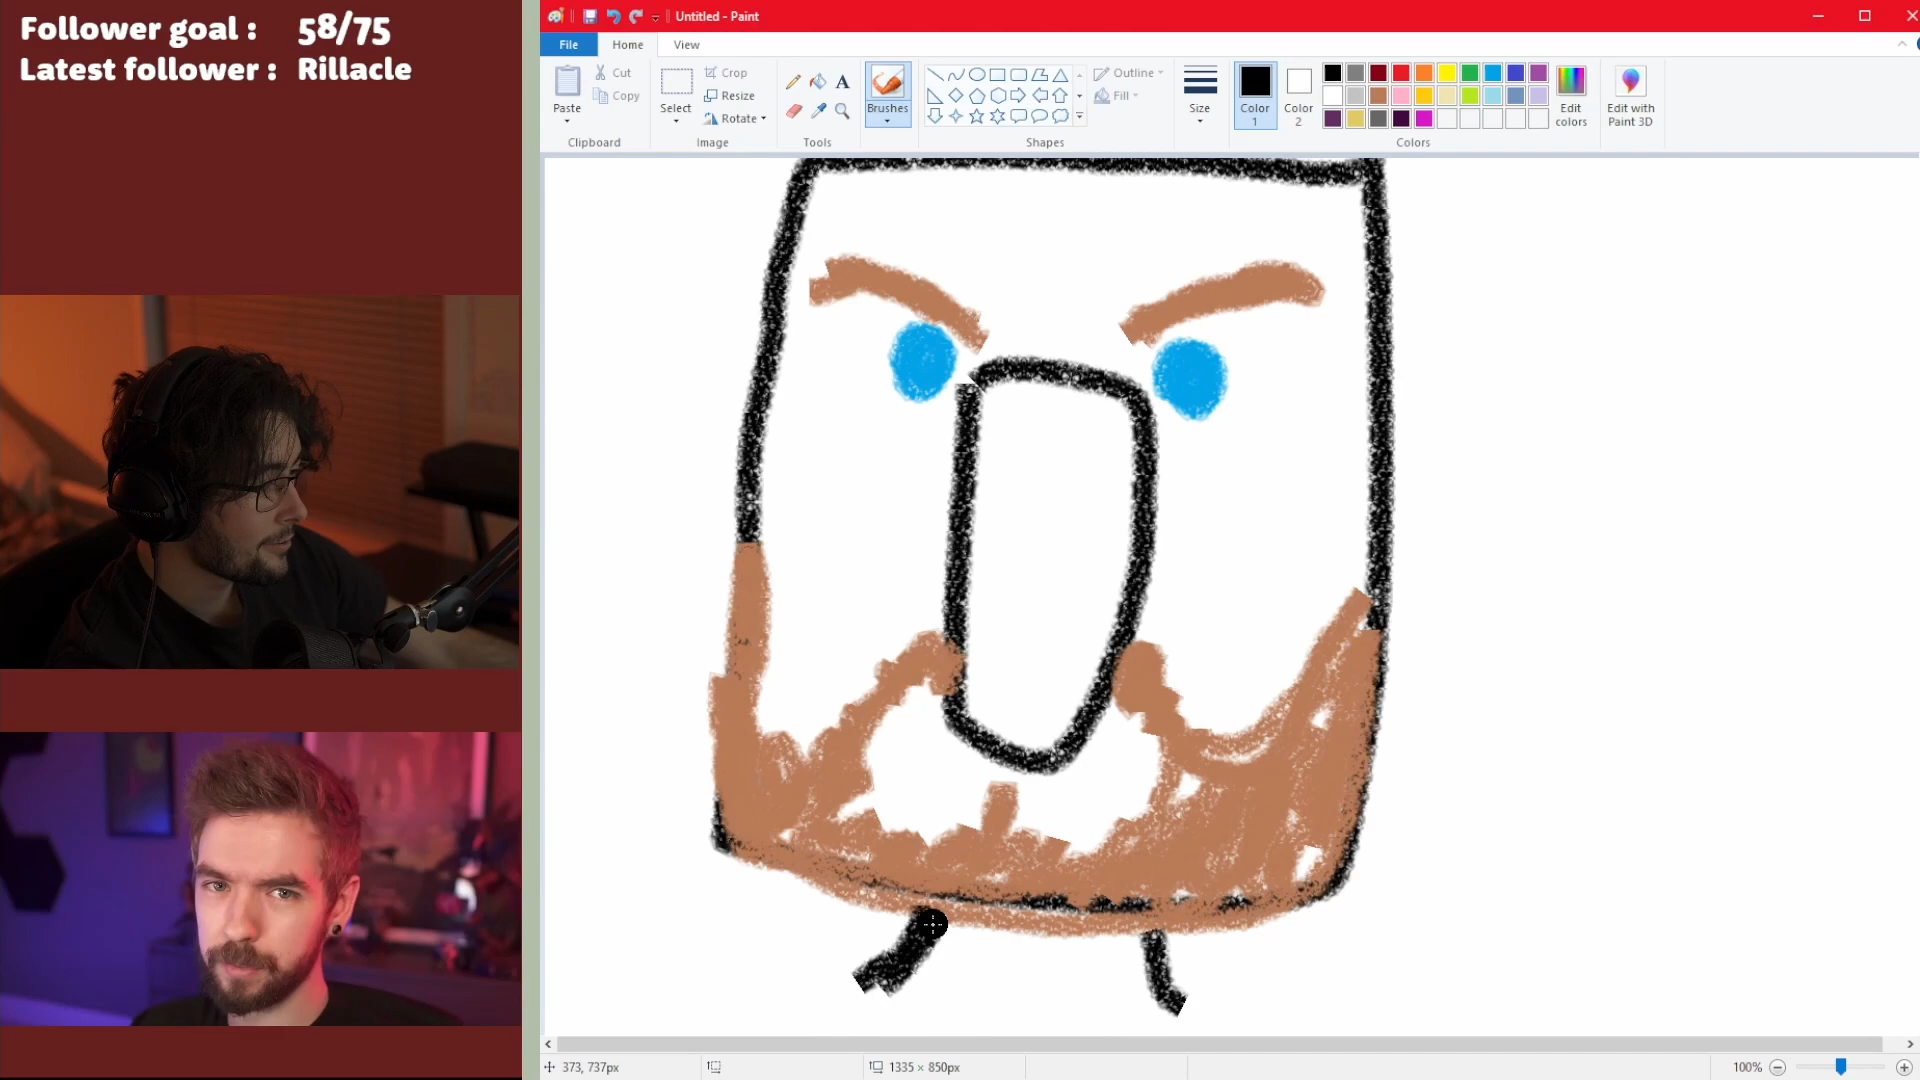 Follower goal : 58/75
Latest follower : Rillacle
Untitled - Paint
File Home View
Paste
Cut
Copy
Clipboard
Select
Crop
Resize
Rotate
Image
Tools
Brushes
Shapes
Outline
Fill
Size
Color 1
Color 2
Edit colors
Colors
Edit with Paint 3D
373, 737px
1335 × 850px
100%